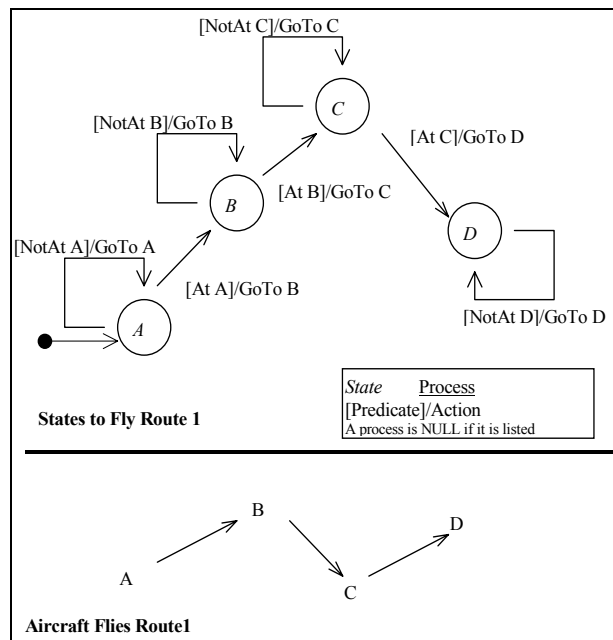 [NotAt C]/GoTo C
C
[NotAt B]/GoTo B
[At C]/GoTo D
B
[At B]/GoTo C
D
[NotAt A]/GoTo A
[At A]/GoTo B
[NotAt D]/GoTo D
A
State Process
[Predicate]/Action
A process is NULL if it is listed
States to Fly Route 1
B
D
A
C
Aircraft Flies Route1